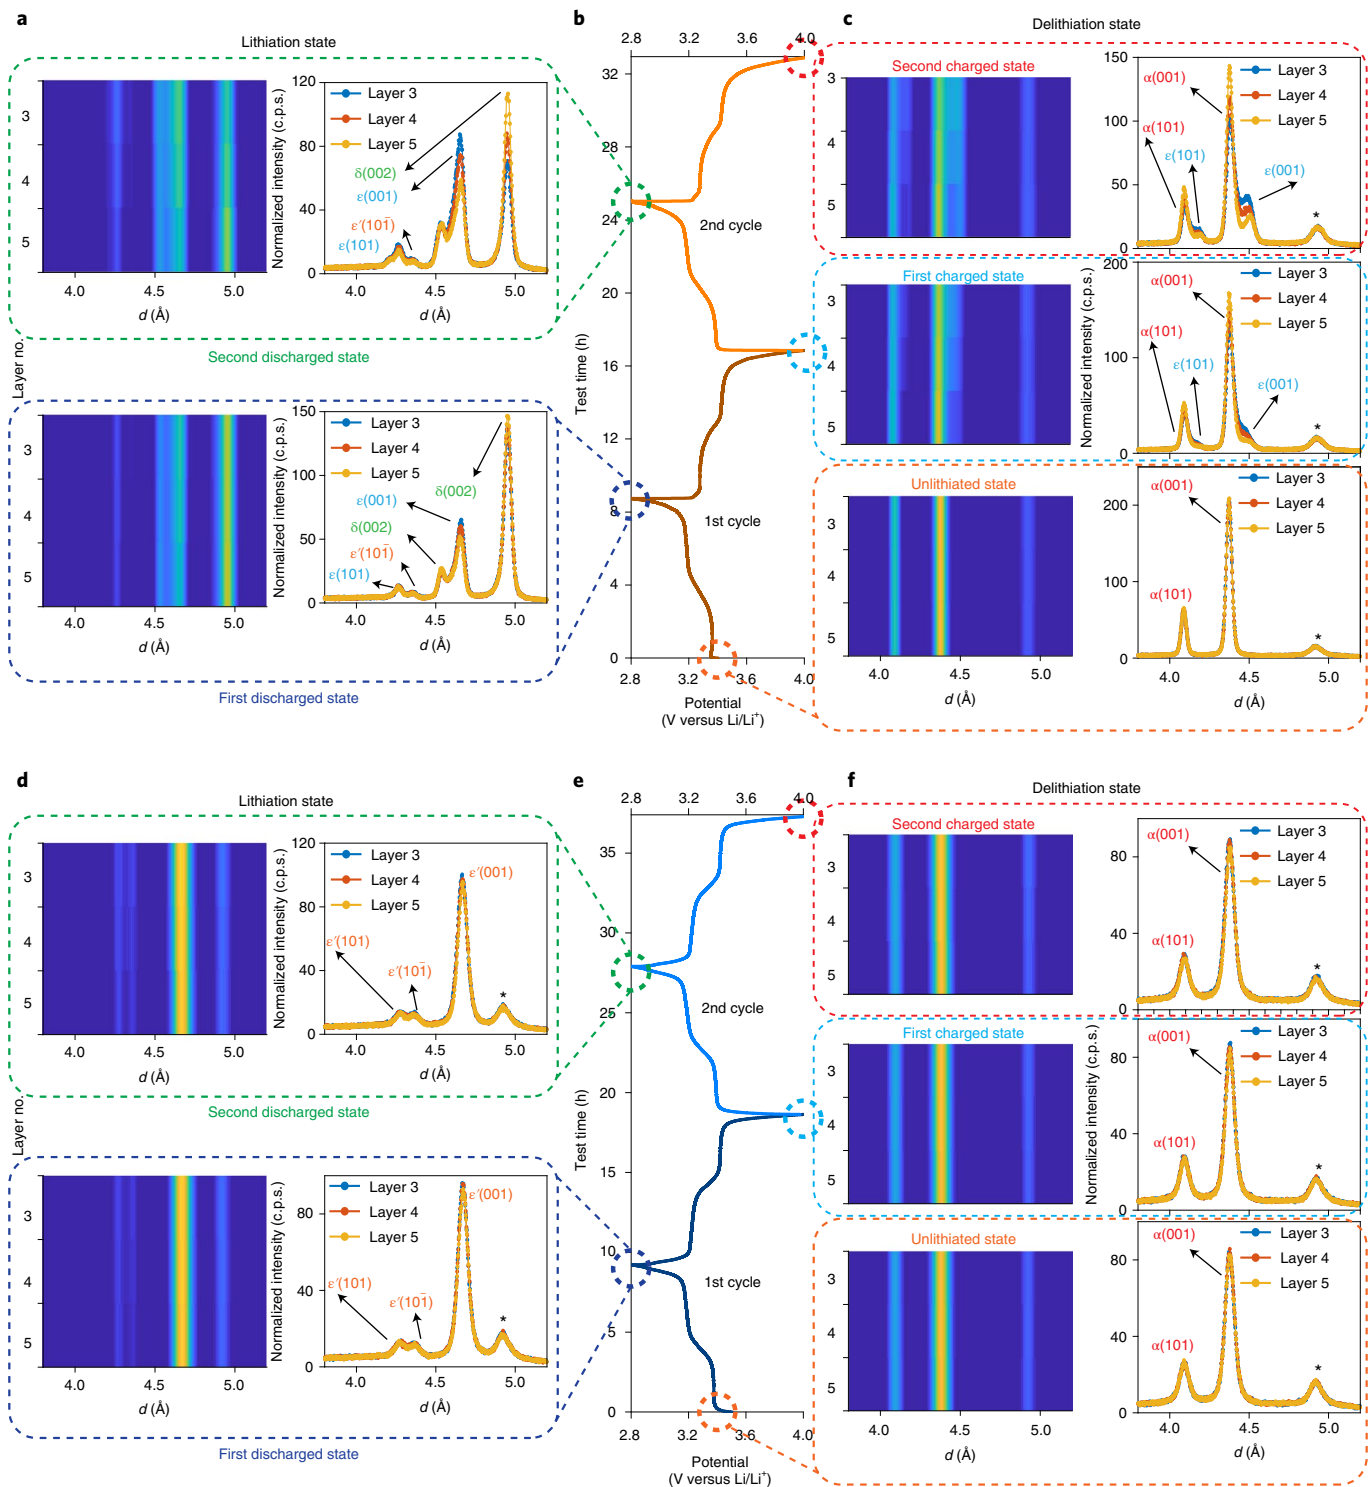 a
Lithiation state
3
4
5
4.0 4.5 5.0
d (Å)
Normalized intensity (c.p.s.)
120
80
40
0
Layer 3
Layer 4
Layer 5
δ(002)
ε(001)
ε′(101̄)
ε(101)
4.0 4.5 5.0
d (Å)
Second discharged state
Layer no.
3
4
5
4.0 4.5 5.0
d (Å)
Normalized intensity (c.p.s.)
150
100
50
0
Layer 3
Layer 4
Layer 5
ε(001)
δ(002)
δ(002)
ε′(101̄)
ε(101)
4.0 4.5 5.0
d (Å)
First discharged state
b
2.8 3.2 3.6 4.0
32
28
24
20
16
12
8
4
0
Test time (h)
2nd cycle
1st cycle
2.8 3.2 3.6 4.0
Potential
(V versus Li/Li⁺)
c
Delithiation state
Second charged state
3
4
5
150
100
50
0
α(001)
Layer 3
Layer 4
Layer 5
α(101)
ε(101)
ε(001)
*
First charged state
3
4
5
Normalized intensity (c.p.s.)
200
100
0
α(001)
Layer 3
Layer 4
Layer 5
α(101)
ε(101)
ε(001)
*
Unlithiated state
3
4
5
4.0 4.5 5.0
d (Å)
200
100
0
α(001)
Layer 3
Layer 4
Layer 5
α(101)
*
4.0 4.5 5.0
d (Å)
d
Lithiation state
3
4
5
4.0 4.5 5.0
d (Å)
Normalized intensity (c.p.s.)
120
80
40
0
Layer 3
Layer 4
Layer 5
ε′(001)
ε′(101)
ε′(101̄)
*
4.0 4.5 5.0
d (Å)
Second discharged state
Layer no.
3
4
5
4.0 4.5 5.0
d (Å)
Normalized intensity (c.p.s.)
80
40
0
Layer 3
Layer 4
Layer 5
ε′(001)
ε′(101)
ε′(101̄)
*
4.0 4.5 5.0
d (Å)
First discharged state
e
2.8 3.2 3.6 4.0
35
30
25
20
15
10
5
0
Test time (h)
2nd cycle
1st cycle
2.8 3.2 3.6 4.0
Potential
(V versus Li/Li⁺)
f
Delithiation state
Second charged state
3
4
5
80
40
0
α(001)
Layer 3
Layer 4
Layer 5
α(101)
*
First charged state
3
4
5
Normalized intensity (c.p.s.)
80
40
0
α(001)
Layer 3
Layer 4
Layer 5
α(101)
*
Unlithiated state
3
4
5
4.0 4.5 5.0
d (Å)
80
40
0
α(001)
Layer 3
Layer 4
Layer 5
α(101)
*
4.0 4.5 5.0
d (Å)